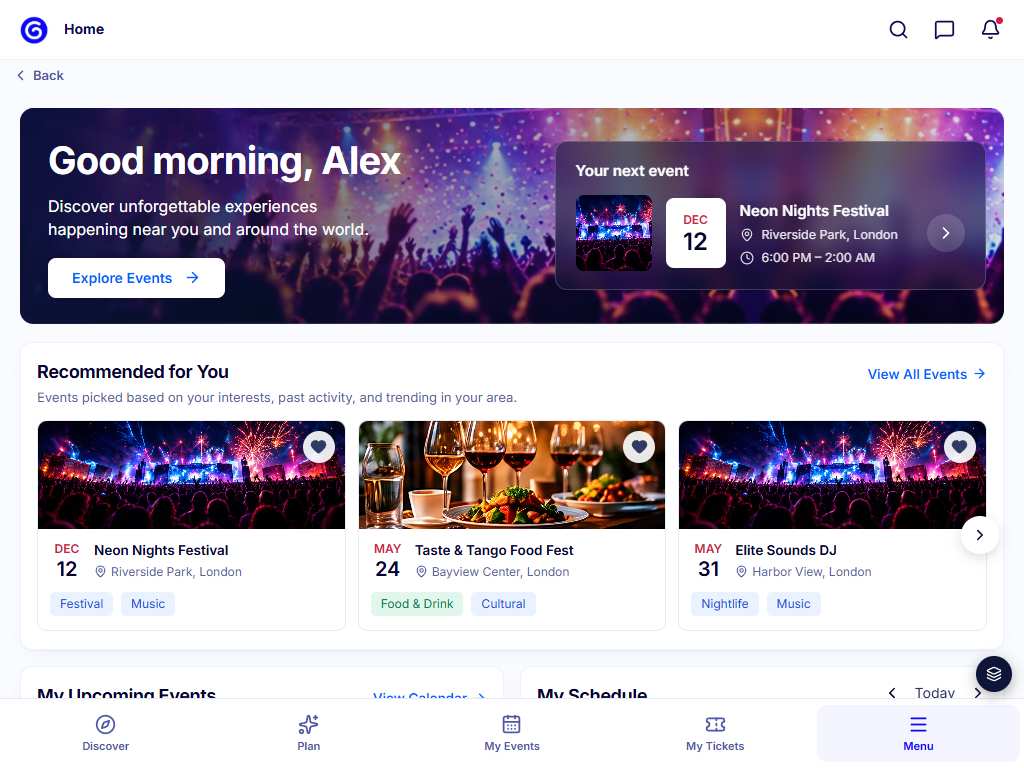 Home
Back
Good morning, Alex
Discover unforgettable experiences
happening near you and around the world.
Explore Events
Your next event
DEC
12
Neon Nights Festival
Riverside Park, London
6:00 PM – 2:00 AM
Recommended for You
View All Events
Events picked based on your interests, past activity, and trending in your area.
DEC
12
Neon Nights Festival
Riverside Park, London
Festival
Music
MAY
24
Taste & Tango Food Fest
Bayview Center, London
Food & Drink
Cultural
MAY
31
Elite Sounds DJ
Harbor View, London
Nightlife
Music
My Upcoming Events
View Calendar
My Schedule
Today
Discover
Plan
My Events
My Tickets
Menu